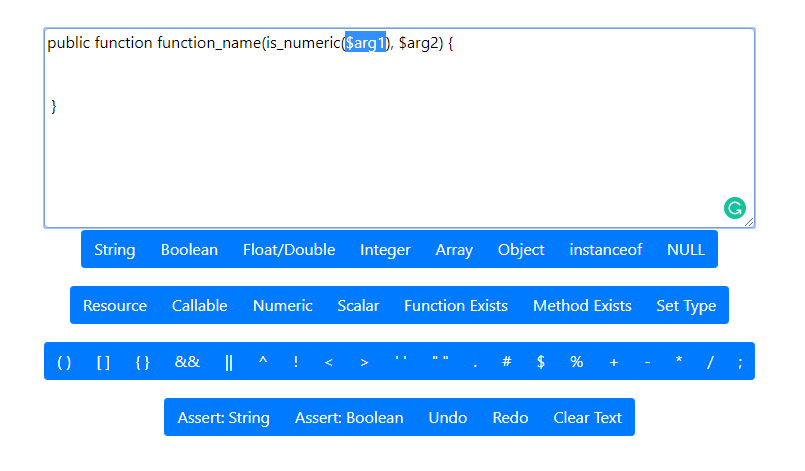 public function function_name(is_numeric($arg1), $arg2) {
}
String Boolean Float/Double Integer Array Object instanceof NULL
Resource Callable Numeric Scalar Function Exists Method Exists Set Type
( ) [ ] { } && || ^ ! < > ' ' " " . # $ % + - * / ;
Assert: String Assert: Boolean Undo Redo Clear Text